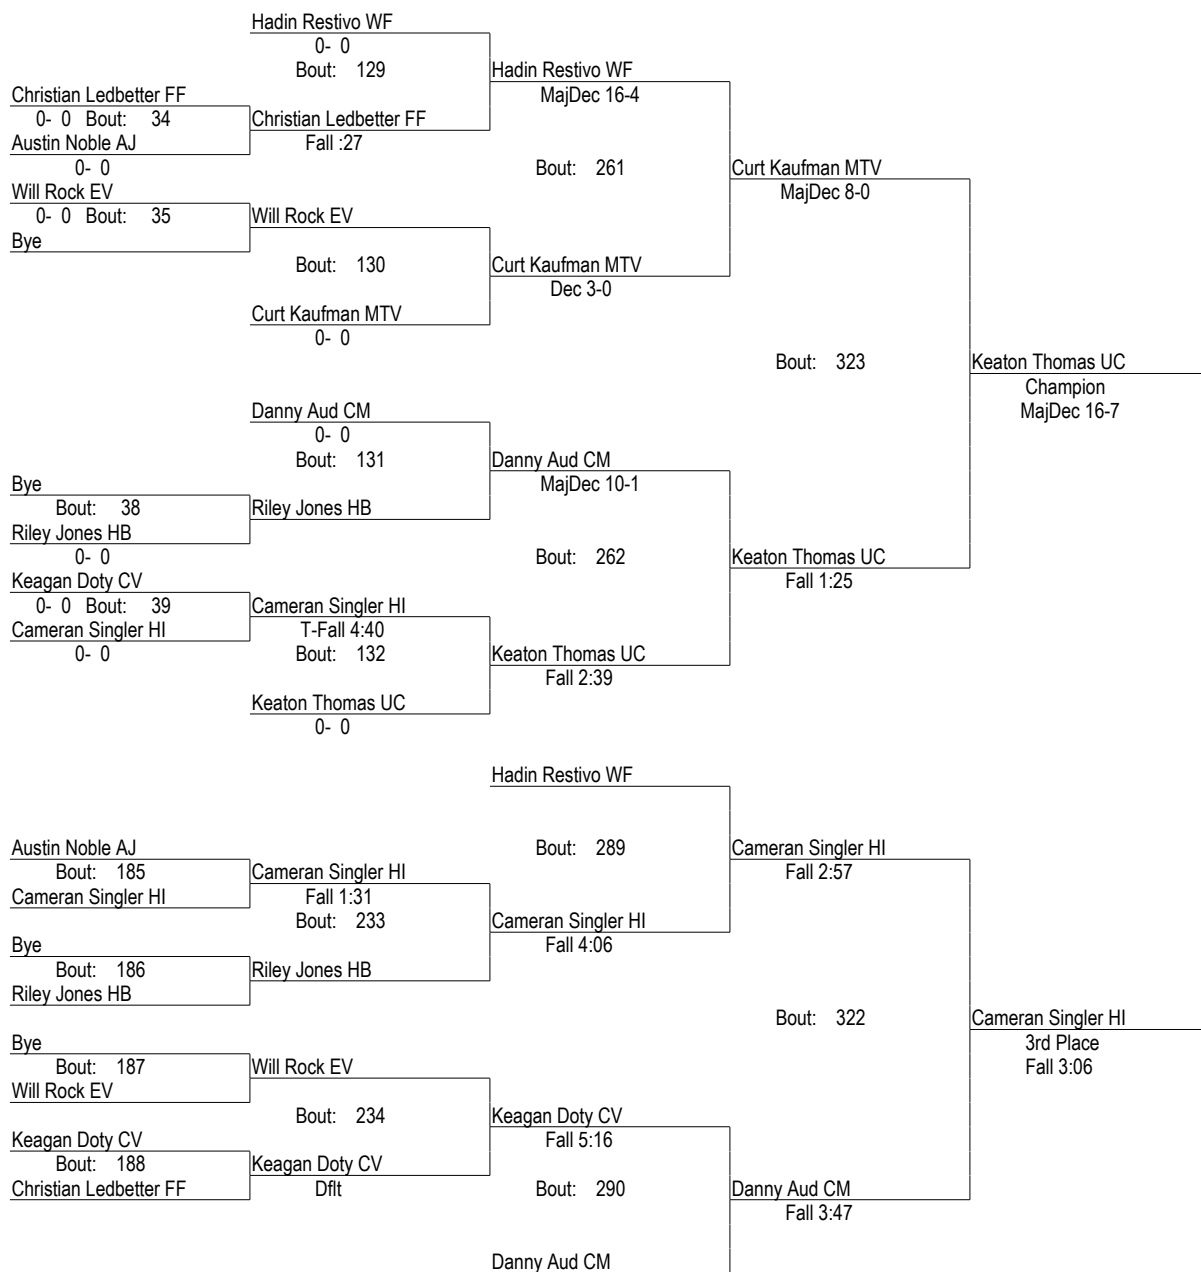 Hadin Restivo WF
0- 0
Bout: 129
Hadin Restivo WF
Christian Ledbetter FF
MajDec 16-4
0- 0 Bout: 34
Christian Ledbetter FF
Austin Noble AJ
Fall :27
0- 0
Bout: 261
Curt Kaufman MTV
Will Rock EV
MajDec 8-0
0- 0 Bout: 35
Will Rock EV
Bye
Bout: 130
Curt Kaufman MTV
Dec 3-0
Curt Kaufman MTV
0- 0
Bout: 323
Keaton Thomas UC
Champion
Danny Aud CM
MajDec 16-7
0- 0
Bout: 131
Danny Aud CM
Bye
MajDec 10-1
Bout: 38
Riley Jones HB
Riley Jones HB
0- 0
Bout: 262
Keaton Thomas UC
Keagan Doty CV
Fall 1:25
0- 0 Bout: 39
Cameran Singler HI
Cameran Singler HI
T-Fall 4:40
0- 0
Bout: 132
Keaton Thomas UC
Fall 2:39
Keaton Thomas UC
0- 0
Hadin Restivo WF
Austin Noble AJ
Bout: 289
Cameran Singler HI
Bout: 185
Cameran Singler HI
Fall 2:57
Cameran Singler HI
Fall 1:31
Bout: 233
Cameran Singler HI
Bye
Fall 4:06
Bout: 186
Riley Jones HB
Riley Jones HB
Bout: 322
Cameran Singler HI
Bye
3rd Place
Bout: 187
Will Rock EV
Fall 3:06
Will Rock EV
Bout: 234
Keagan Doty CV
Keagan Doty CV
Fall 5:16
Bout: 188
Keagan Doty CV
Christian Ledbetter FF
Dflt
Bout: 290
Danny Aud CM
Fall 3:47
Danny Aud CM